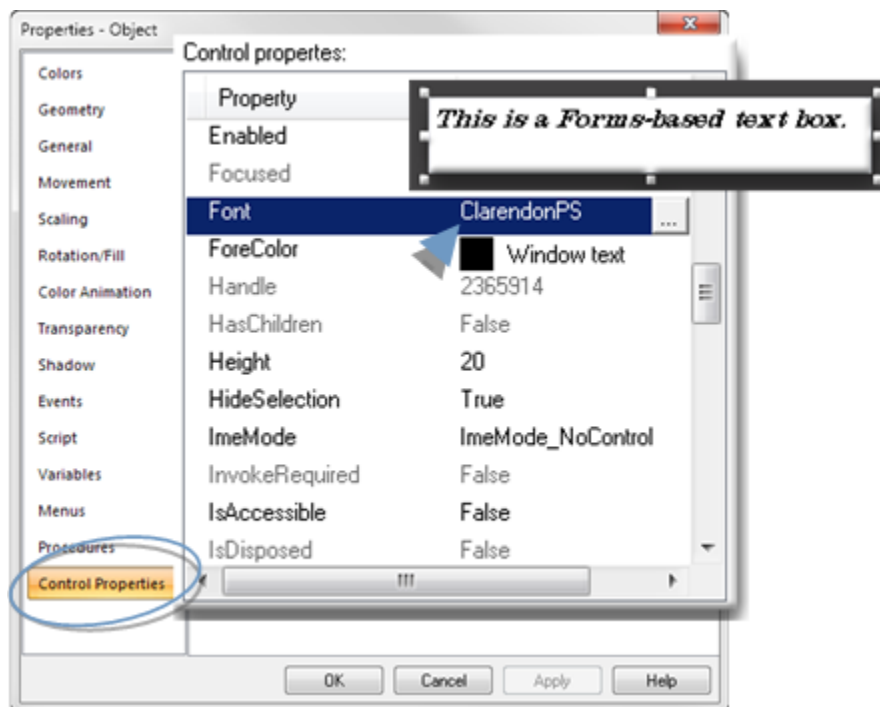 Properties - Object
Colors
Geometry
General
Movement
Scaling
Rotation/Fill
Color Animation
Transparency
Shadow
Events
Script
Variables
Menus
Procedures
Control Properties
Control propertes:
Property
This is a Forms-based text box.
Enabled
Focused
Font ClarendonPS ...
ForeColor Window text
Handle 2365914
HasChildren False
Height 20
HideSelection True
ImeMode ImeMode_NoControl
InvokeRequired False
IsAccessible False
IsDisposed False
OK Cancel Apply Help